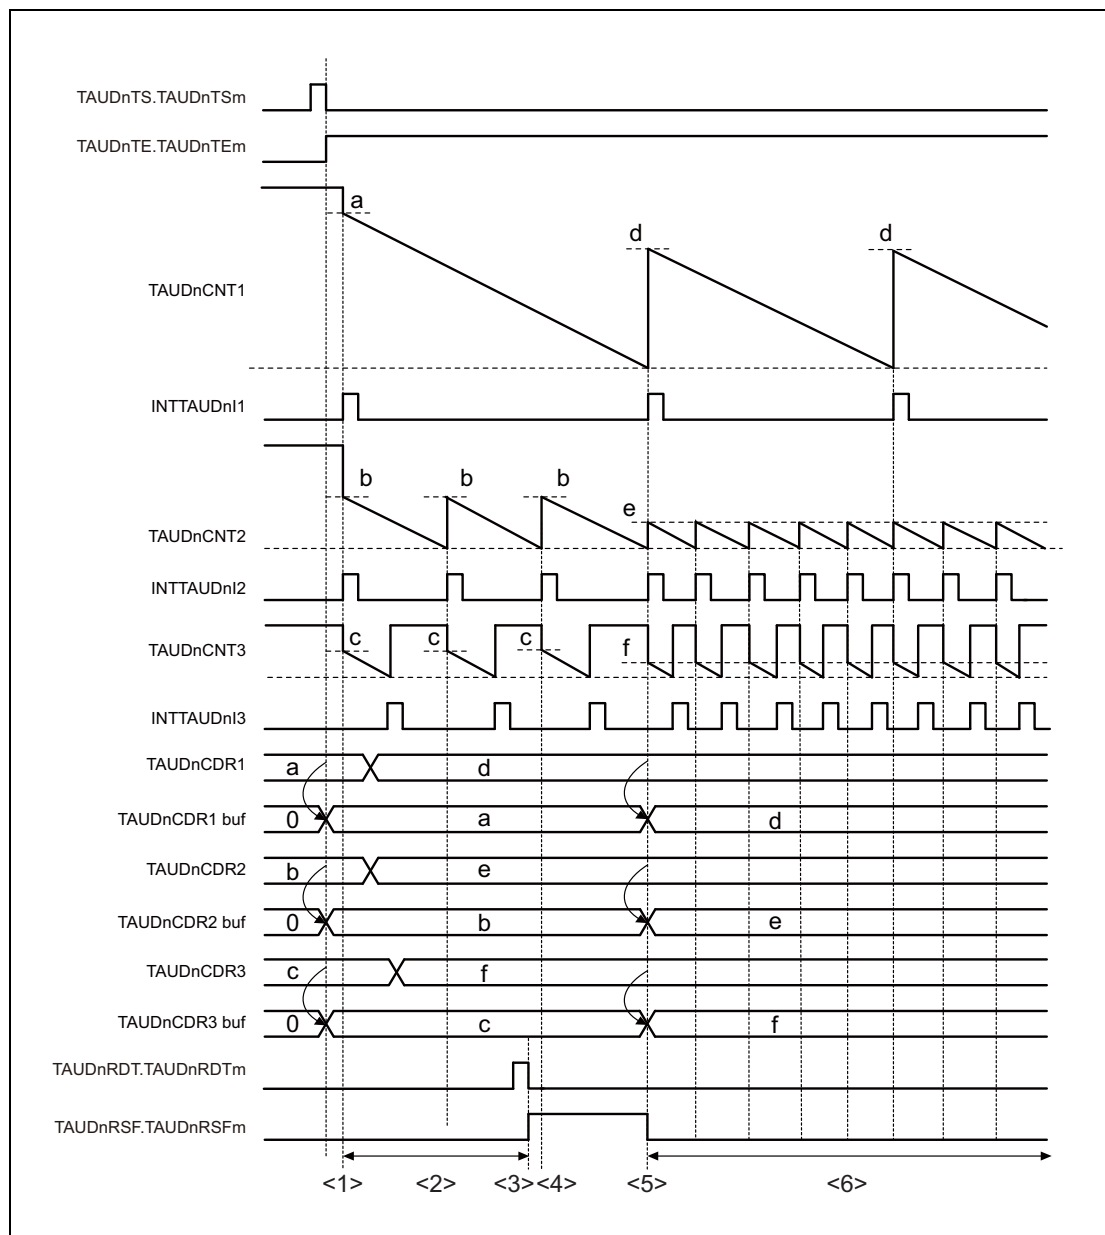 TAUDnTS.TAUDnTSm
TAUDnTE.TAUDnTEm
a
d
d
TAUDnCNT1
INTTAUDnI1
b
b
b
e
TAUDnCNT2
INTTAUDnI2
c
c
c
f
TAUDnCNT3
INTTAUDnI3
TAUDnCDR1
a
d
TAUDnCDR1 buf
0
a
d
TAUDnCDR2
b
e
TAUDnCDR2 buf
0
b
e
TAUDnCDR3
c
f
TAUDnCDR3 buf
0
c
f
TAUDnRDT.TAUDnRDTm
TAUDnRSF.TAUDnRSFm
<1> <2> <3> <4> <5> <6>